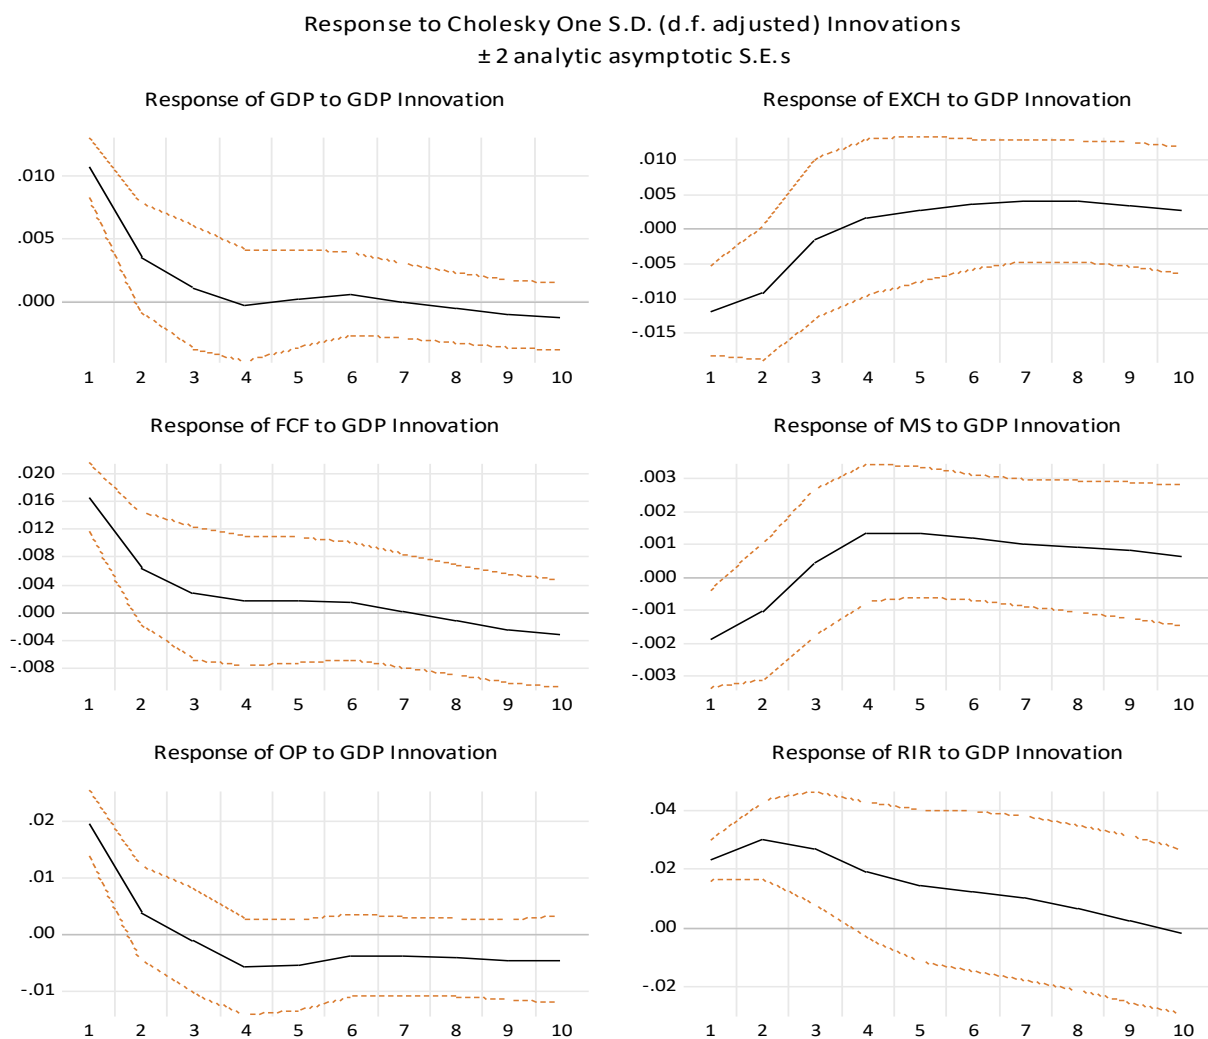 Response to Cholesky One S.D. (d.f. adjusted) Innovations
± 2 analytic asymptotic S.E.s
Response of GDP to GDP Innovation
.010
.005
.000
1 2 3 4 5 6 7 8 9 10
Response of EXCH to GDP Innovation
.010
.005
.000
-.005
-.010
-.015
1 2 3 4 5 6 7 8 9 10
Response of FCF to GDP Innovation
.020
.016
.012
.008
.004
.000
-.004
-.008
1 2 3 4 5 6 7 8 9 10
Response of MS to GDP Innovation
.003
.002
.001
.000
-.001
-.002
-.003
1 2 3 4 5 6 7 8 9 10
Response of OP to GDP Innovation
.02
.01
.00
-.01
1 2 3 4 5 6 7 8 9 10
Response of RIR to GDP Innovation
.04
.02
.00
-.02
1 2 3 4 5 6 7 8 9 10